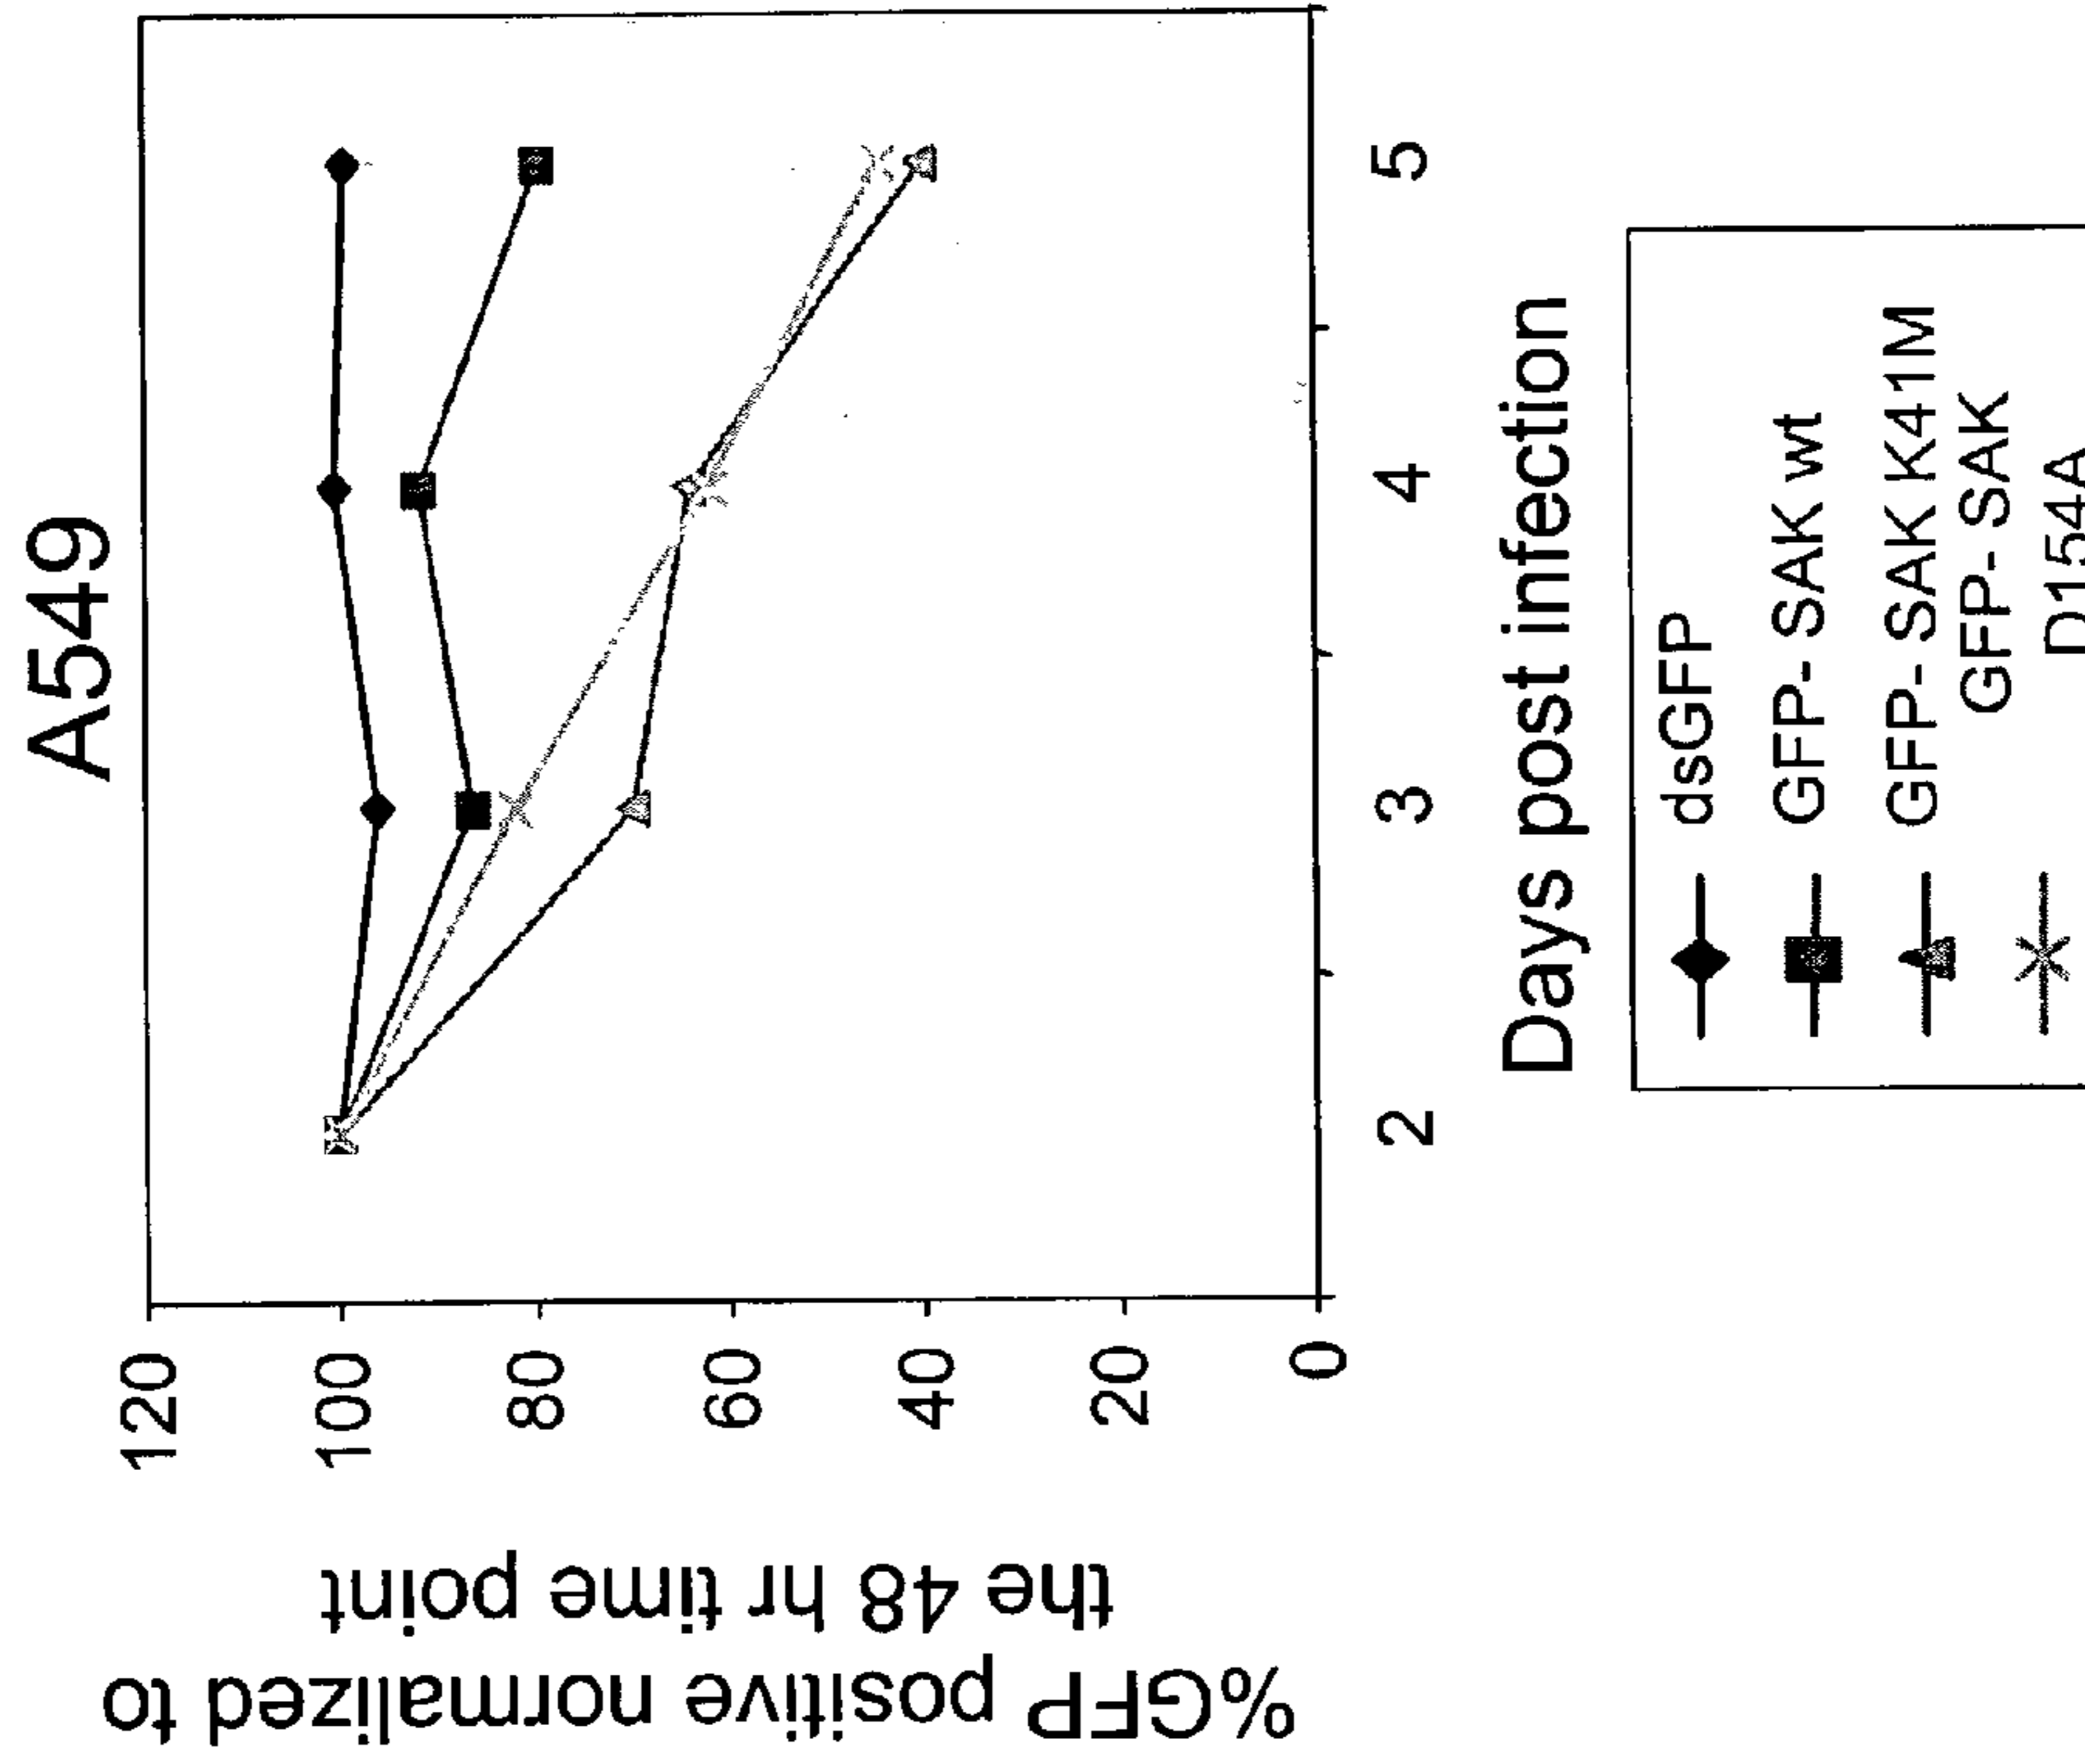 A549
%GFP positive normalized to
the 48 hr time point
120
100
80
60
40
20
0
2
3
4
5
Days post infection
dsGFP
GFP- SAK wt
GFP- SAK K41M
GFP- SAK
D154A